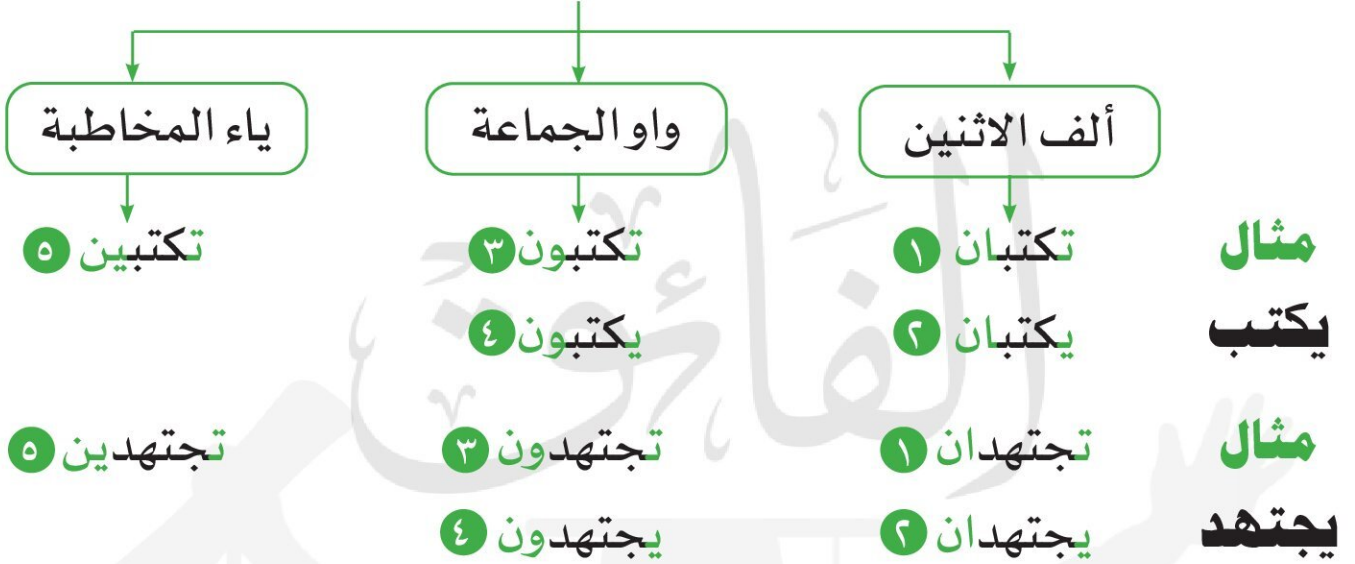 ألف الاثنين واو الجماعة ياء المخاطبة
مثال تكتبان ١ تكتبون ٣ تكتبين ٥
يكتب يكتبان ٢ يكتبون ٤
مثال تجتهدان ١ تجتهدون ٣ تجتهدين ٥
يجتهد يجتهدان ٢ يجتهدون ٤
الفائق